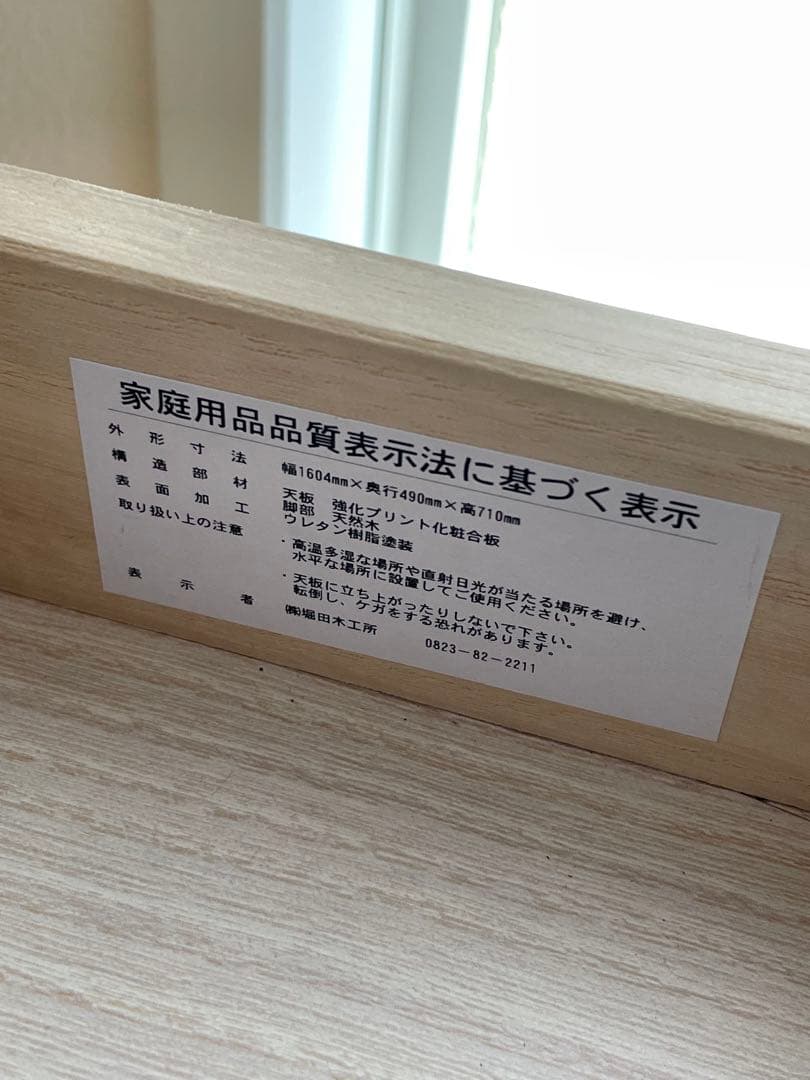 家庭用品品質表示法に基づく表示
外形寸法 幅1604mm×奥行490mm×高710mm
構造部材 天板 強化プリント化粧合板
脚部 天然木
表面加工 ウレタン樹脂塗装
取り扱い上の注意 ・高温多湿な場所や直射日光が当たる場所を避け、
水平な場所に設置してご使用ください。
・天板に立ち上がったりしないで下さい。
転倒し、ケガをする恐れがあります。
表示者 ㈱堀田木工所 0823-82-2211